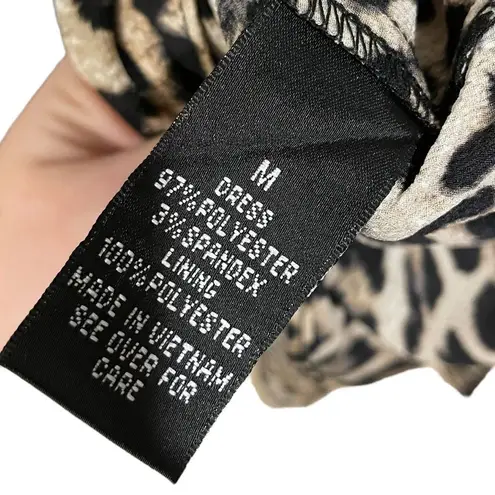 M
DRESS
97%POLYESTER
3%SPANDEX
LINING
100%POLYESTER
MADE IN VIETNAM
SEE OVER FOR
CARE